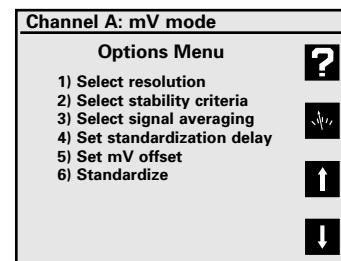 Channel A: mV mode
Options Menu
?
1) Select resolution
2) Select stability criteria
3) Select signal averaging
4) Set standardization delay
5) Set mV offset
6) Standardize